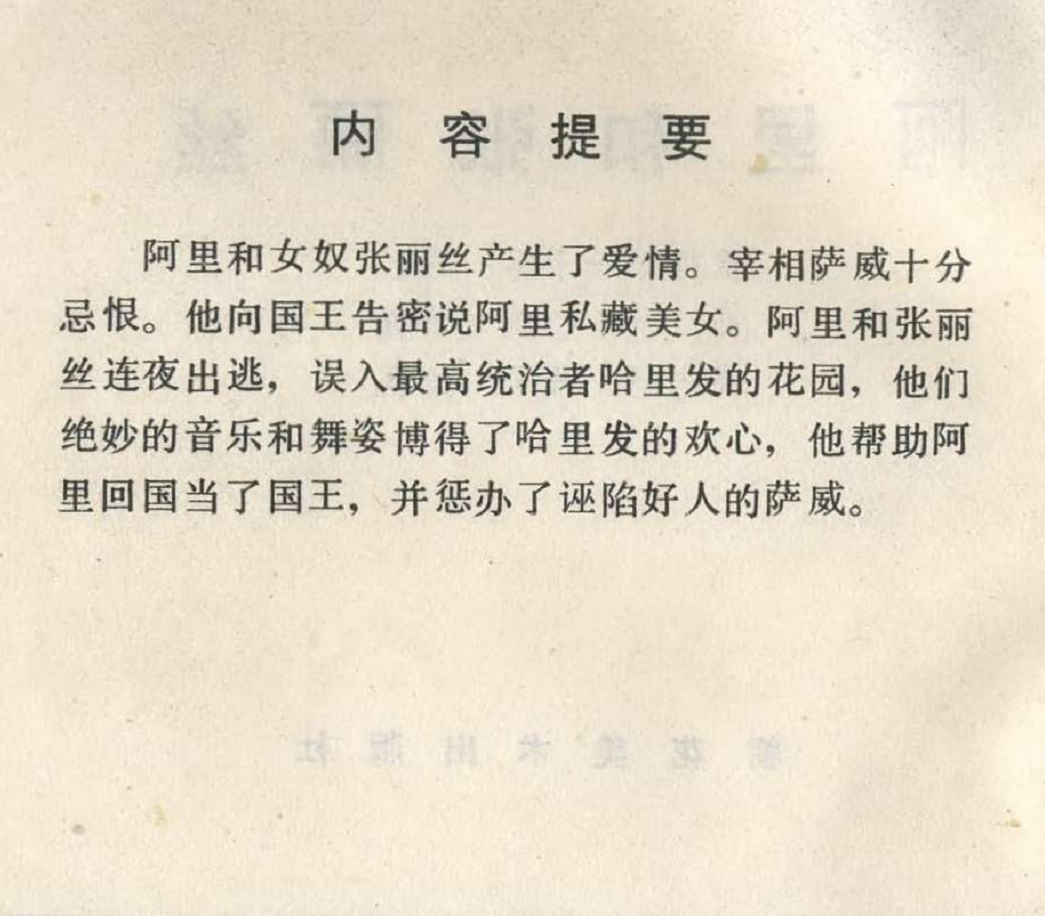 内容提要
阿里和女奴张丽丝产生了爱情。宰相萨威十分
忌恨。他向国王告密说阿里私藏美女。阿里和张丽
丝连夜出逃，误入最高统治者哈里发的花园，他们
绝妙的音乐和舞姿博得了哈里发的欢心，他帮助阿
里回国当了国王，并惩办了诬陷好人的萨威。